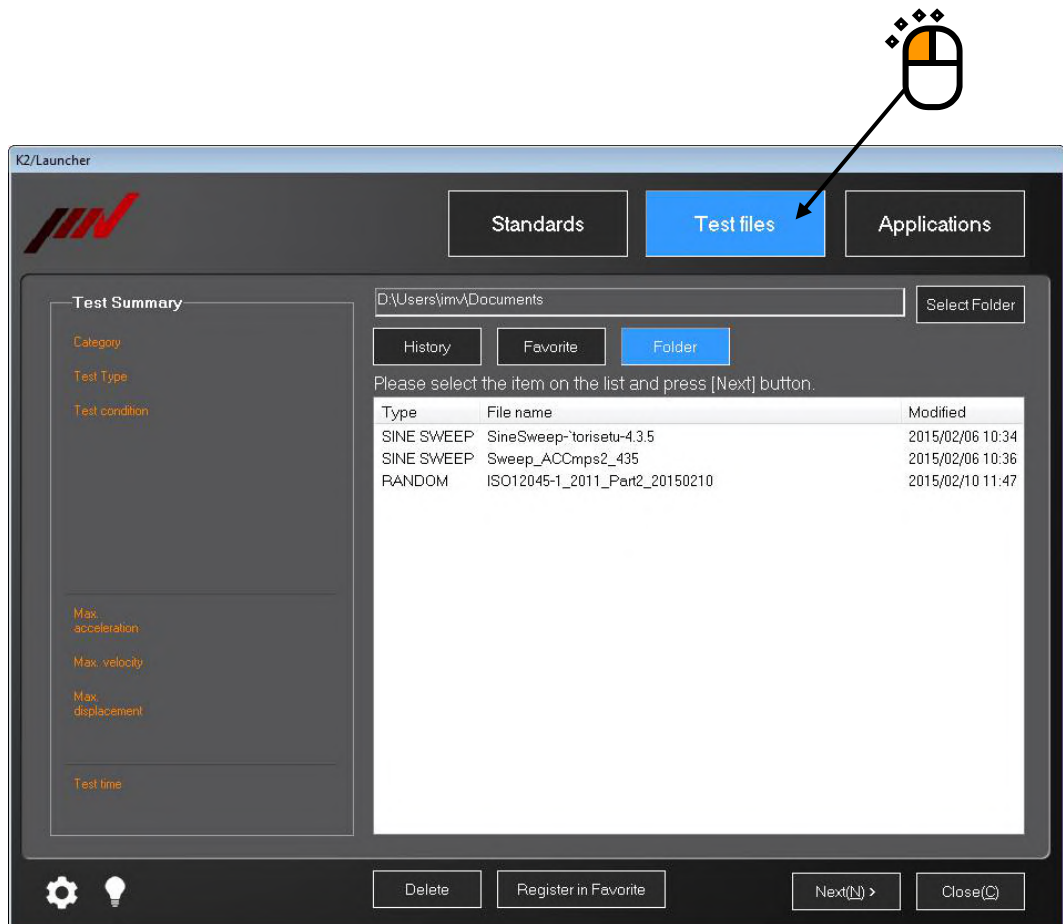 K2/Launcher
Standards
Test files
Applications
Test Summary
Category
Test Type
Test condition
Max.
acceleration
Max. velocity
Max.
displacement
Test time
D:\Users\imv\Documents
Select Folder
History
Favorite
Folder
Please select the item on the list and press [Next] button.
Type File name Modified
SINE SWEEP SineSweep-`torisetu-4.3.5 2015/02/06 10:34
SINE SWEEP Sweep_ACCmps2_435 2015/02/06 10:36
RANDOM ISO12045-1_2011_Part2_20150210 2015/02/10 11:47
Delete
Register in Favorite
Next(N) >
Close(C)